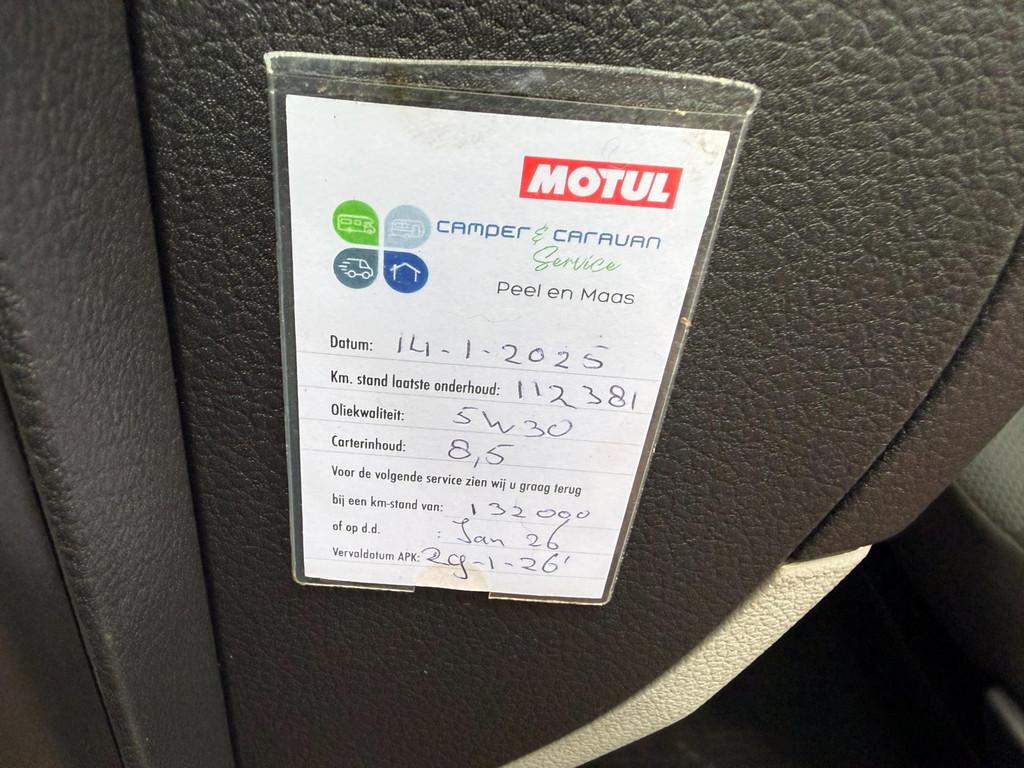 MOTUL
CAMPER & CARAVAN
Service
Peel en Maas
Datum: 14-1-2025
Km. stand laatste onderhoud: 112381
Oliekwaliteit: 5W30
Carterinhoud: 8,5
Voor de volgende service zien wij u graag terug
bij een km-stand van: 132000
of op d.d. : Jan 26
Vervaldatum APK: 29-1-26'